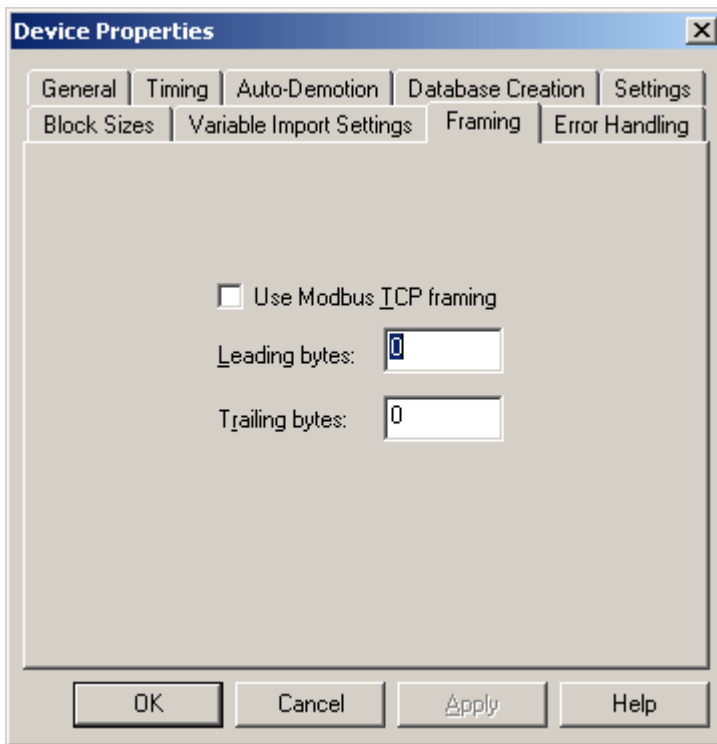 Device Properties
General Timing Auto-Demotion Database Creation Settings
Block Sizes Variable Import Settings Framing Error Handling
Use Modbus TCP framing
Leading bytes: 0
Trailing bytes: 0
OK Cancel Apply Help